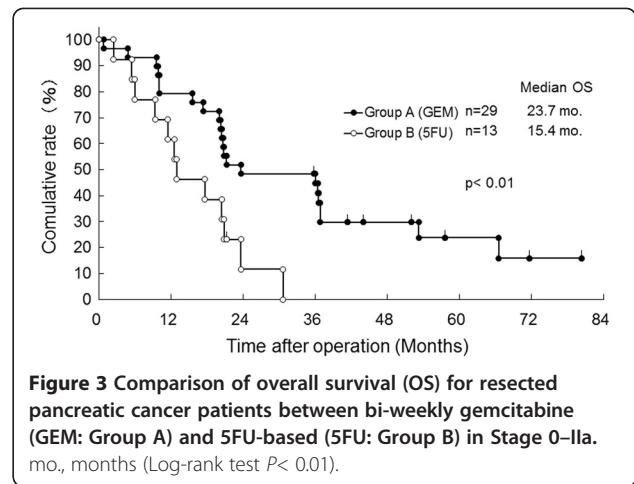 Median OS
Group A (GEM) n=29 23.7 mo.
Group B (5FU) n=13 15.4 mo.
p< 0.01
Comulative rate (%)
100
90
80
70
60
50
40
30
20
10
0
0 12 24 36 48 60 72 84
Time after operation (Months)
Figure 3 Comparison of overall survival (OS) for resected
pancreatic cancer patients between bi-weekly gemcitabine
(GEM: Group A) and 5FU-based (5FU: Group B) in Stage 0–IIa.
mo., months (Log-rank test P< 0.01).